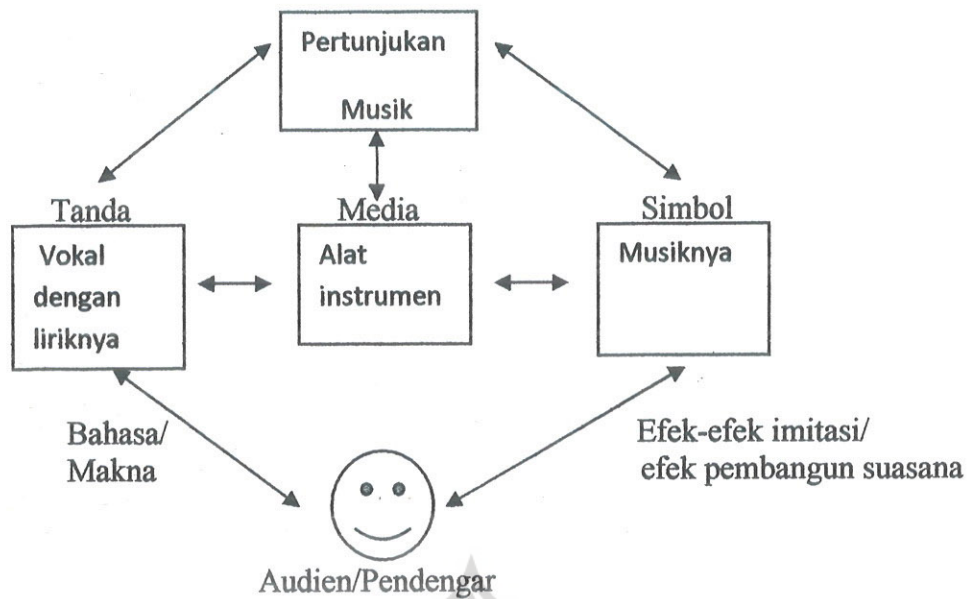 Pertunjukan
Musik
Tanda
Media
Simbol
Vokal
dengan
liriknya
Alat
instrumen
Musiknya
Bahasa/
Makna
Efek-efek imitasi/
efek pembangun suasana
Audien/Pendengar